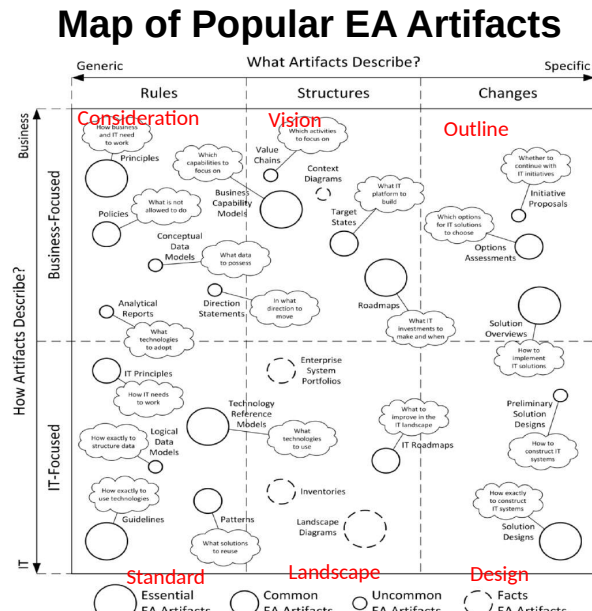 Map of Popular EA Artifacts
What Artifacts Describe?
Generic
Specific
Rules
Structures
Changes
Consideration
Vision
Outline
How Artifacts Describe?
Business
Business-Focused
IT-Focused
IT
How business
and IT need
to work
Principles
What is not
allowed to do
Policies
Which
capabilities to
focus on
Business
Capability
Models
Which activities
to focus on
Value
Chains
Context
Diagrams
What IT
platform to
build
Target
States
Whether to
continue with
IT initiatives
Initiative
Proposals
Which options
for IT solutions
to choose
Options
Assessments
Conceptual
Data
Models
What data
to possess
Direction
Statements
In what
direction to
move
Roadmaps
What IT
investments to
make and when
Analytical
Reports
What
technologies
to adopt
Solution
Overviews
How to
implement
IT solutions
IT Principles
How IT needs
to work
Enterprise
System
Portfolios
Technology
Reference
Models
What
technologies
to use
What to
improve in the
IT landscape
IT Roadmaps
Preliminary
Solution
Designs
How to
construct IT
systems
How exactly to
structure data
Logical
Data
Models
How exactly to
use technologies
Guidelines
Patterns
What solutions
to reuse
Inventories
Landscape
Diagrams
How exactly
to construct
IT systems
Solution
Designs
Standard
Landscape
Design
Essential
EA Artifacts
Common
EA Artifacts
Uncommon
EA Artifacts
Facts
EA Artifacts